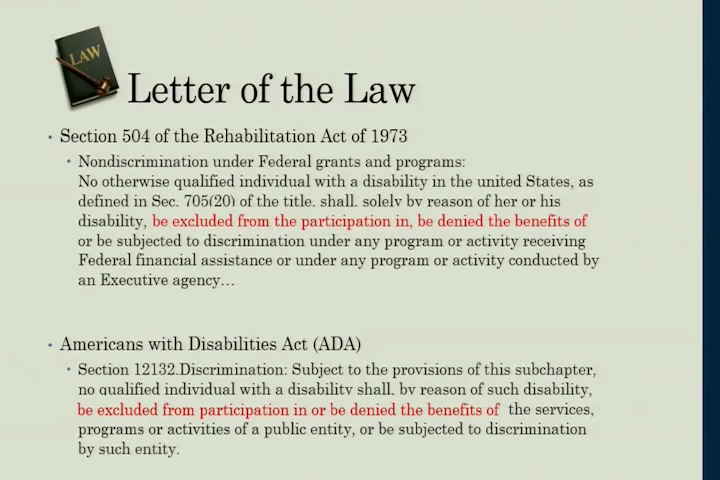 LAW
Letter of the Law
• Section 504 of the Rehabilitation Act of 1973
• Nondiscrimination under Federal grants and programs:
No otherwise qualified individual with a disability in the united States, as
defined in Sec. 705(20) of the title, shall, solely by reason of her or his
disability, be excluded from the participation in, be denied the benefits of
or be subjected to discrimination under any program or activity receiving
Federal financial assistance or under any program or activity conducted by
an Executive agency…
• Americans with Disabilities Act (ADA)
• Section 12132.Discrimination: Subject to the provisions of this subchapter,
no qualified individual with a disability shall, by reason of such disability,
be excluded from participation in or be denied the benefits of the services,
programs or activities of a public entity, or be subjected to discrimination
by such entity.